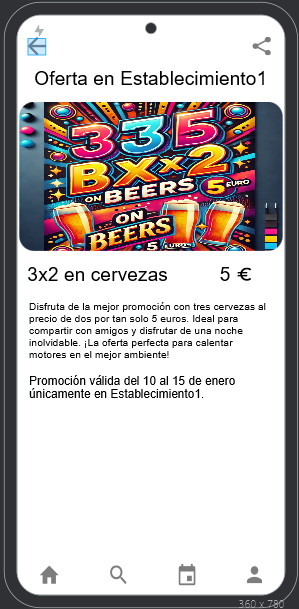 Oferta en Establecimiento1
335
BXx2
ON BEERS 5 EURO
ON
BEERS
5 EUROS
3x2 en cervezas 5 €
Disfruta de la mejor promoción con tres cervezas al
precio de dos por tan solo 5 euros. Ideal para
compartir con amigos y disfrutar de una noche
inolvidable. ¡La oferta perfecta para calentar
motores en el mejor ambiente!
Promoción válida del 10 al 15 de enero
únicamente en Establecimiento1.
360 x 780